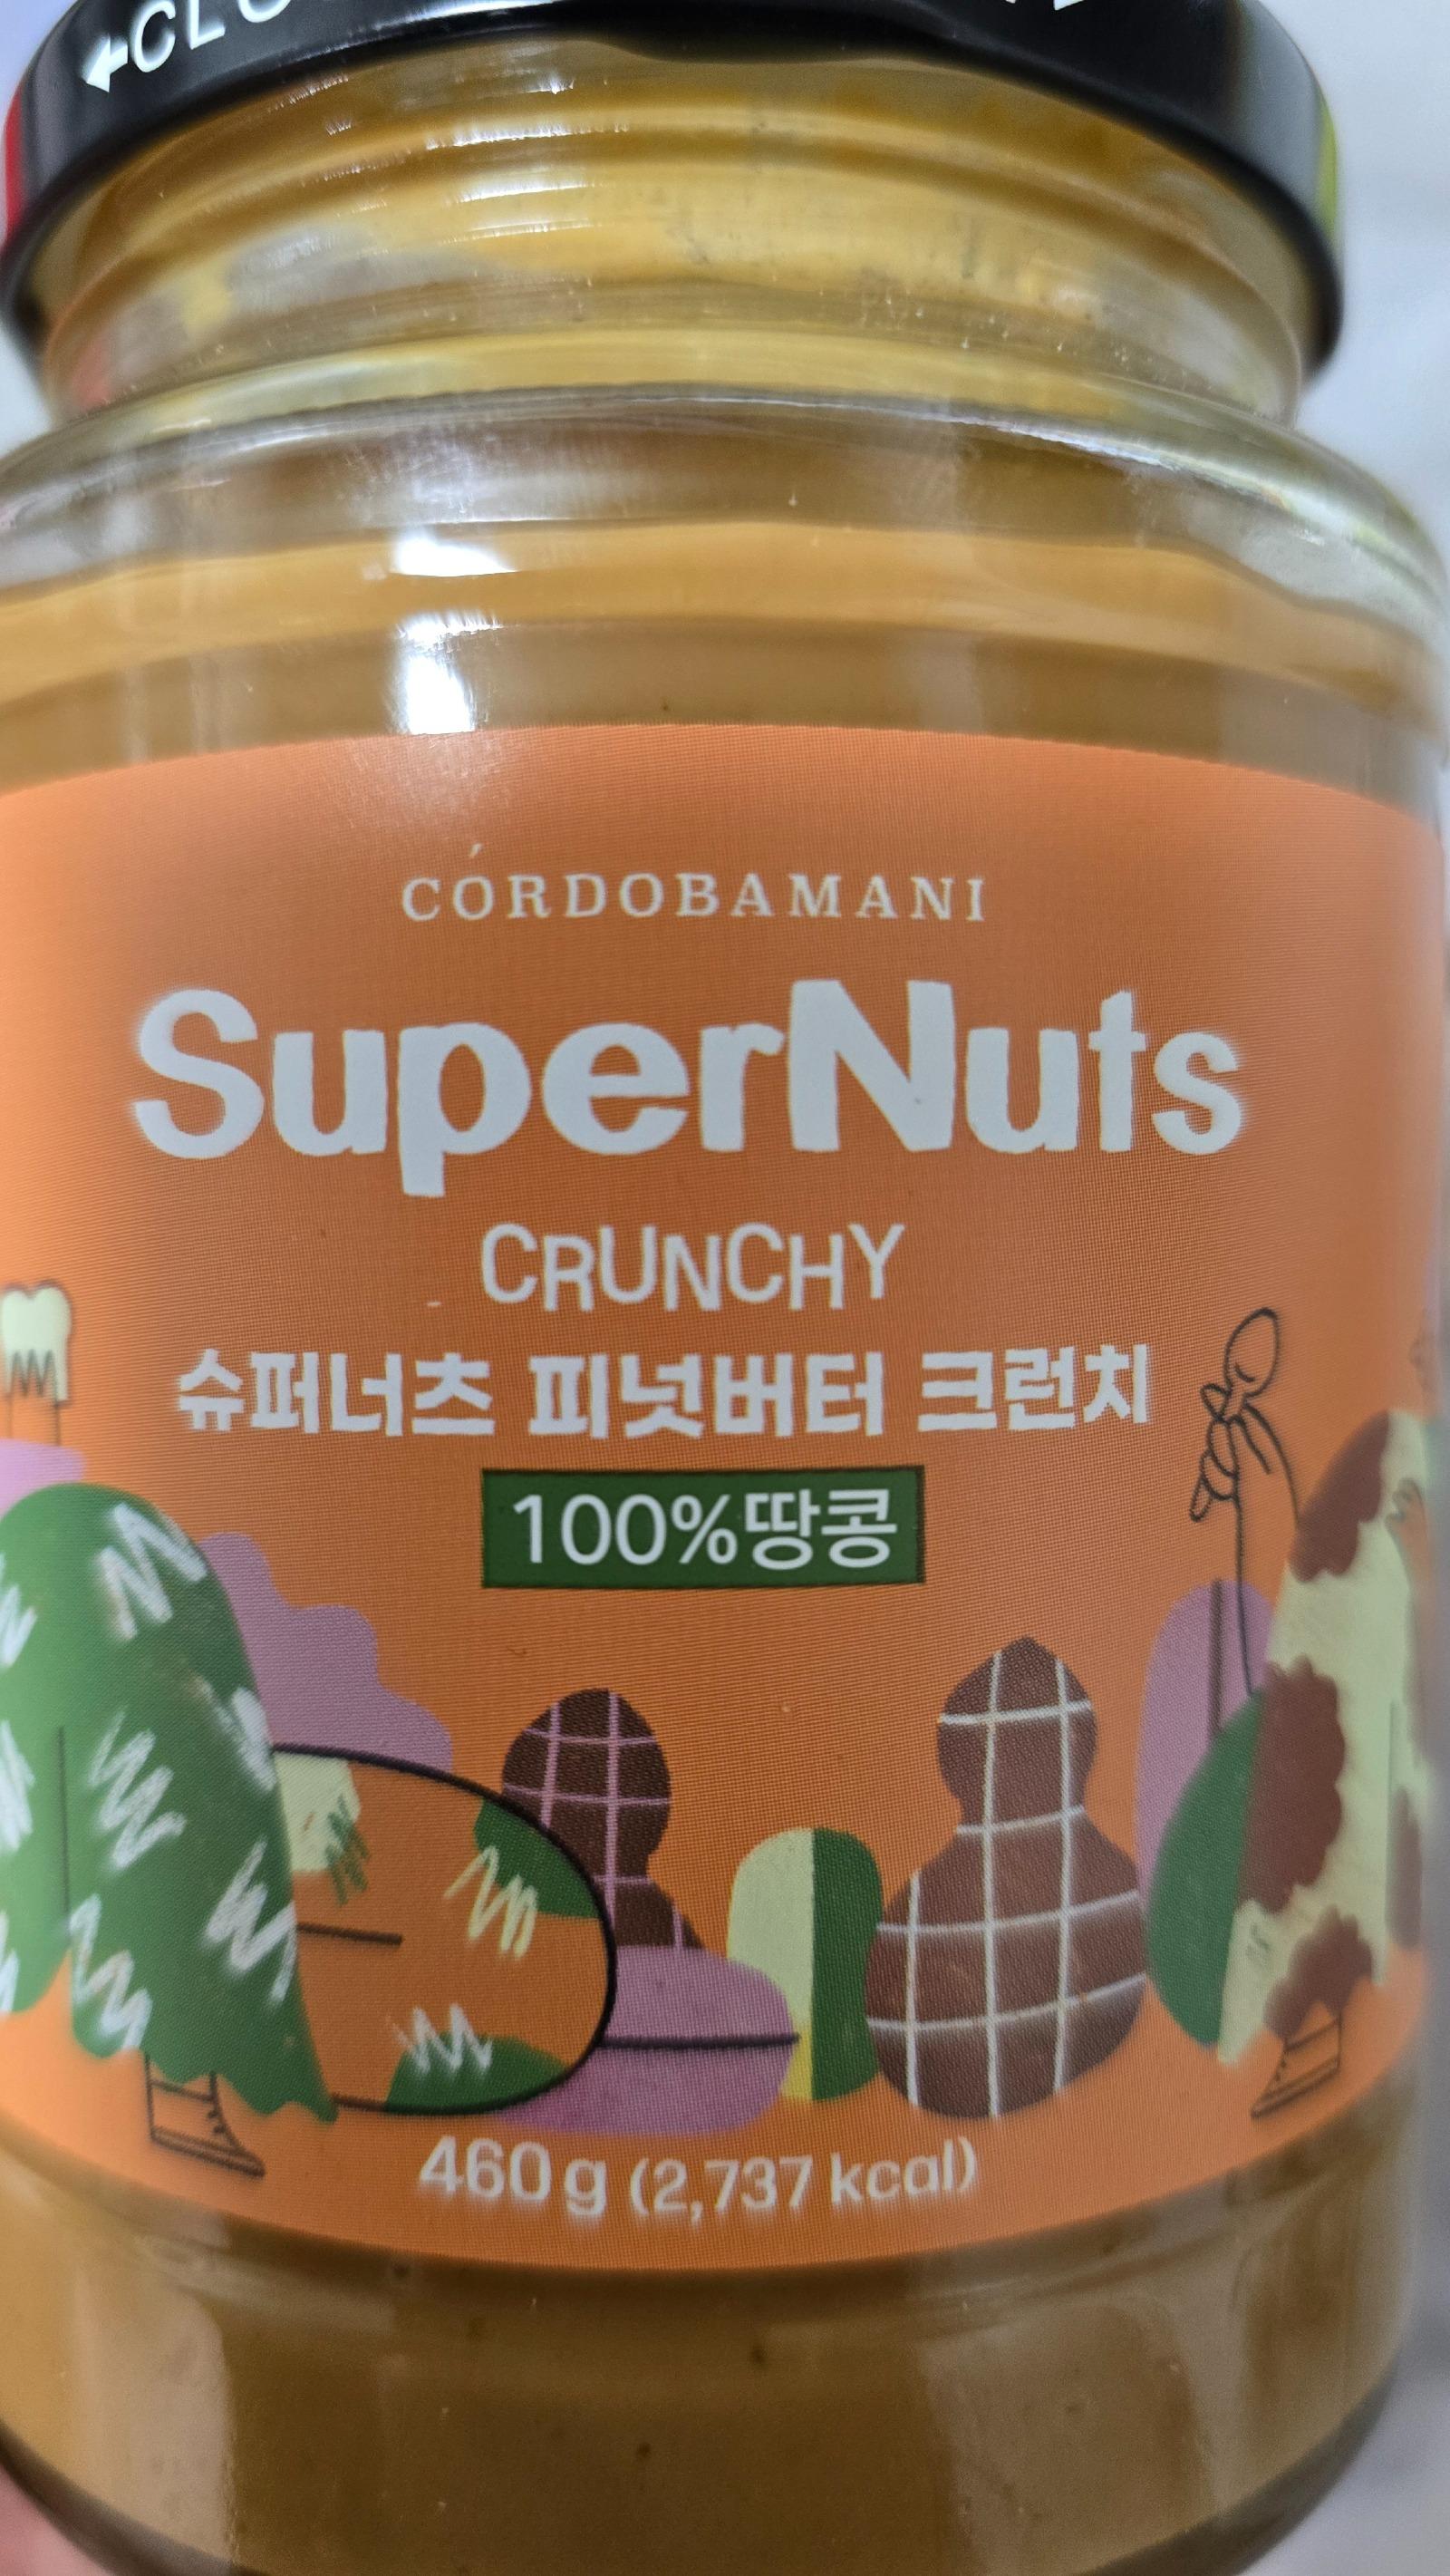 CÓRDOBAMANI
SuperNuts
CRUNCHY
슈퍼너츠 피넛버터 크런치
100%땅콩
460 g (2,737 kcal)